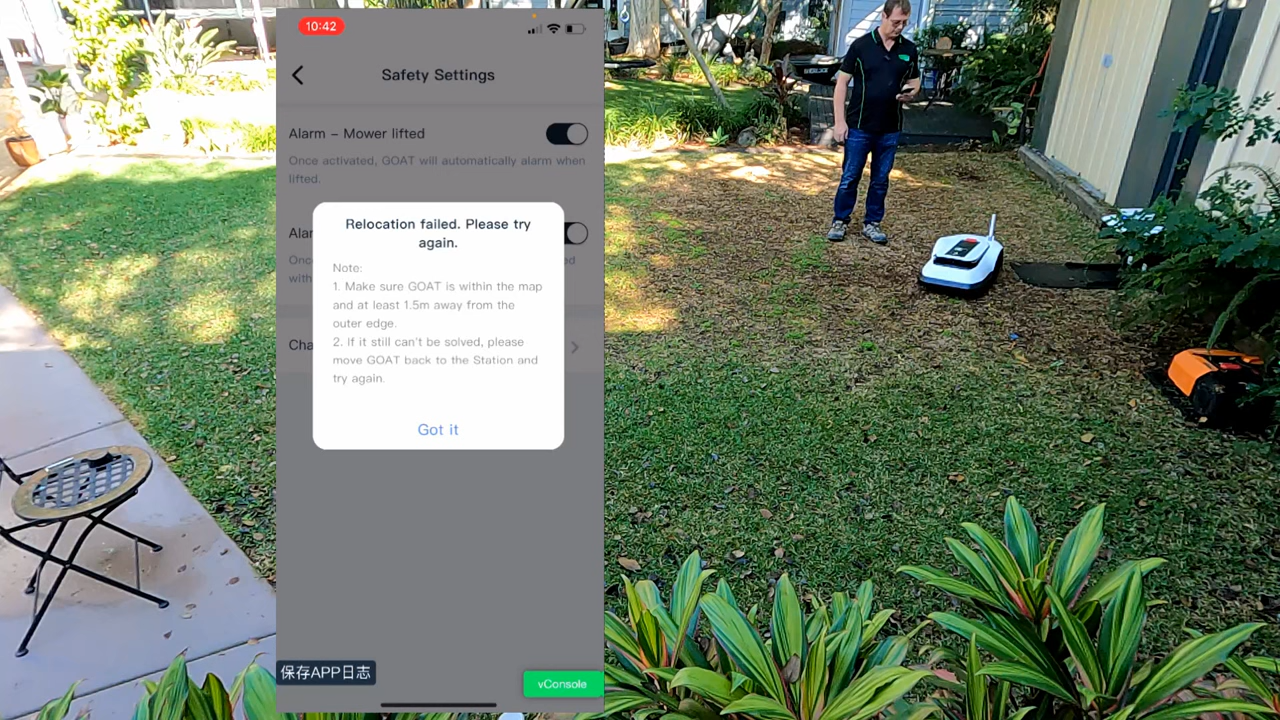 10:42
Safety Settings
Alarm – Mower lifted
Once activated, GOAT will automatically alarm when
lifted.
Relocation failed. Please try
again.
Note:
1. Make sure GOAT is within the map
and at least 1.5m away from the
outer edge.
2. If it still can't be solved, please
move GOAT back to the Station and
try again.
Got it
保存APP日志
vConsole